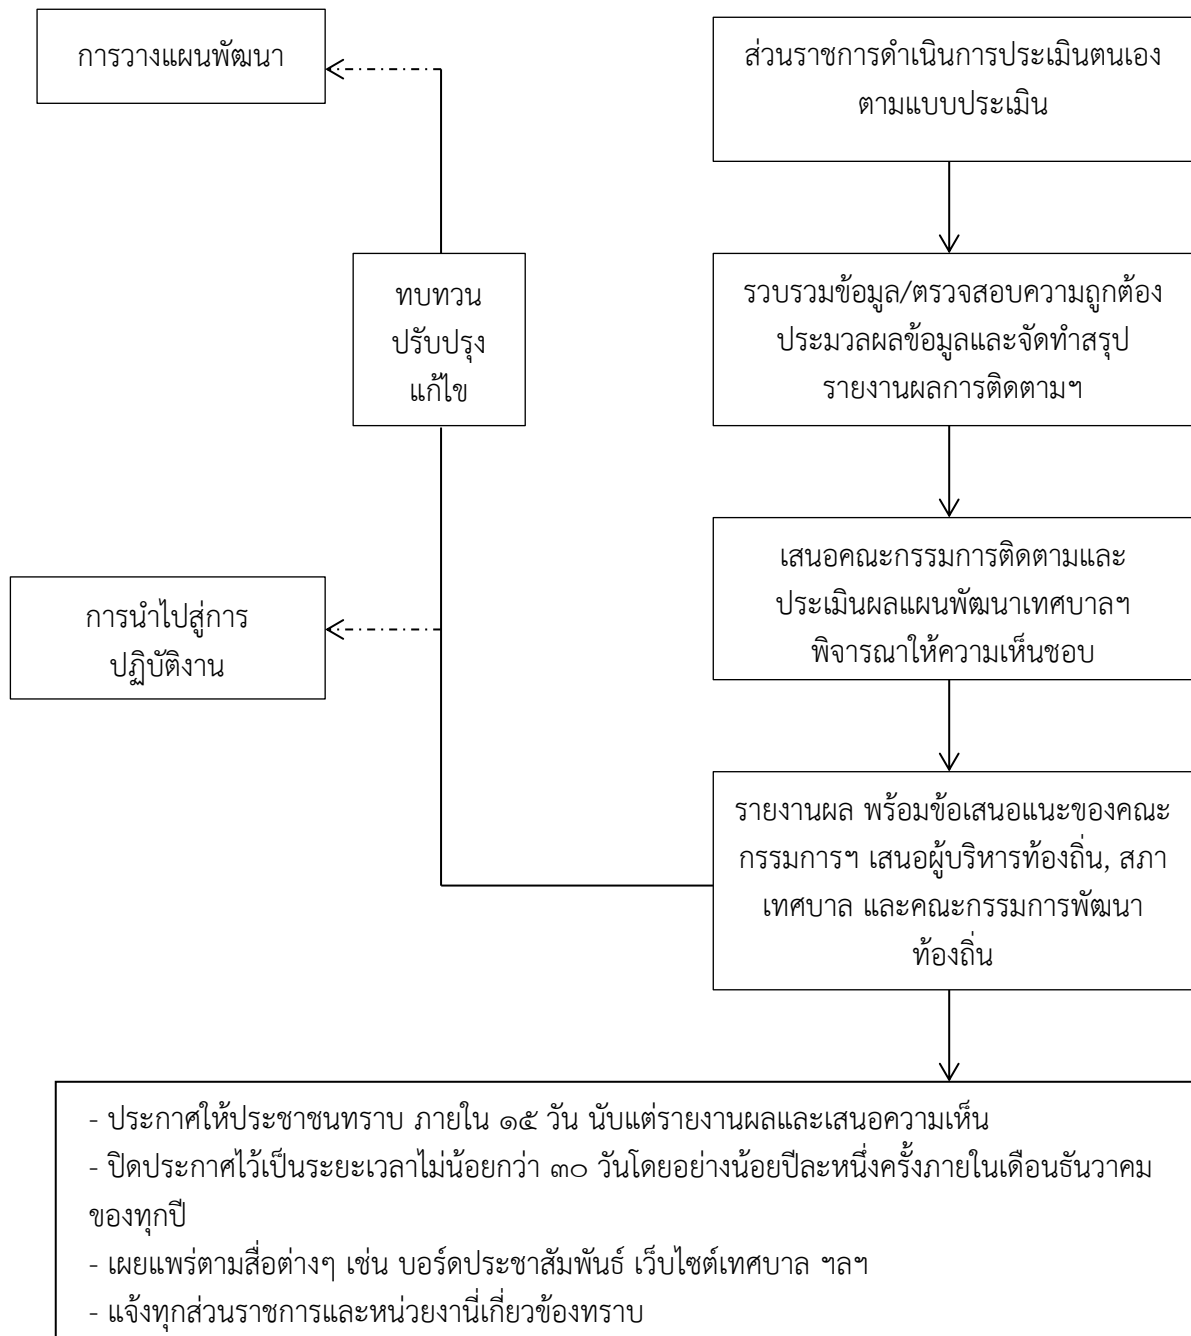 การวางแผนพัฒนา
ส่วนราชการดำเนินการประเมินตนเอง
ตามแบบประเมิน
ทบทวน
ปรับปรุง
แก้ไข
รวบรวมข้อมูล/ตรวจสอบความถูกต้อง
ประมวลผลข้อมูลและจัดทำสรุป
รายงานผลการติดตามฯ
การนำไปสู่การ
ปฏิบัติงาน
เสนอคณะกรรมการติดตามและ
ประเมินผลแผนพัฒนาเทศบาลฯ
พิจารณาให้ความเห็นชอบ
รายงานผล พร้อมข้อเสนอแนะของคณะ
กรรมการฯ เสนอผู้บริหารท้องถิ่น, สภา
เทศบาล และคณะกรรมการพัฒนา
ท้องถิ่น
- ประกาศให้ประชาชนทราบ ภายใน ๑๕ วัน นับแต่รายงานผลและเสนอความเห็น
- ปิดประกาศไว้เป็นระยะเวลาไม่น้อยกว่า ๓๐ วันโดยอย่างน้อยปีละหนึ่งครั้งภายในเดือนธันวาคม
ของทุกปี
- เผยแพร่ตามสื่อต่างๆ เช่น บอร์ดประชาสัมพันธ์ เว็บไซต์เทศบาล ฯลฯ
- แจ้งทุกส่วนราชการและหน่วยงานี่เกี่ยวข้องทราบ